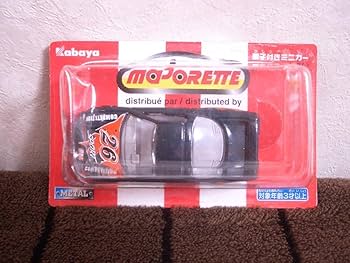 Kabaya
菓子付きミニカー
MAJORETTE
distribué par / distributed by
COMPETITION
26
METAL
対象年齢3才以上